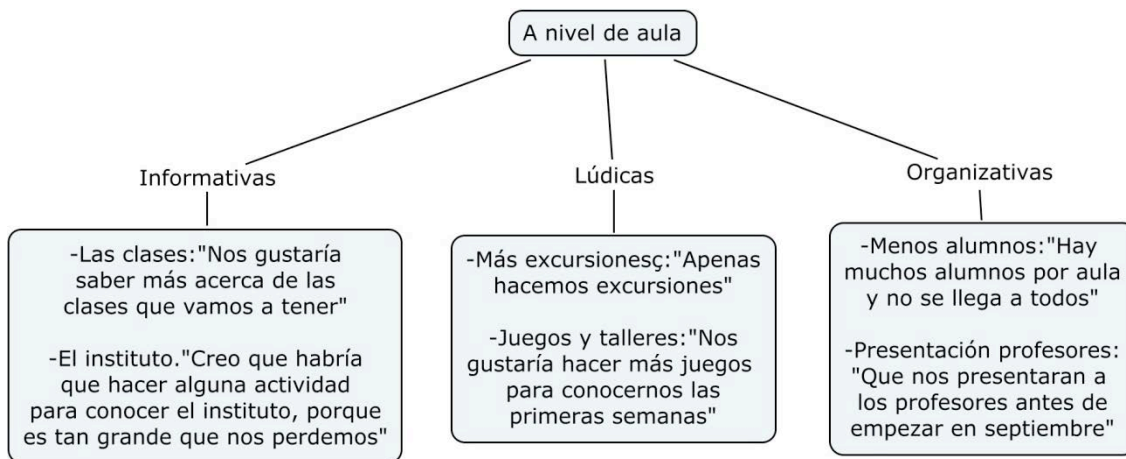 A nivel de aula
Informativas
-Las clases:"Nos gustaría
saber más acerca de las
clases que vamos a tener"
-El instituto."Creo que habría
que hacer alguna actividad
para conocer el instituto, porque
es tan grande que nos perdemos"
Lúdicas
-Más excursionesç:"Apenas
hacemos excursiones"
-Juegos y talleres:"Nos
gustaría hacer más juegos
para conocernos las
primeras semanas"
Organizativas
-Menos alumnos:"Hay
muchos alumnos por aula
y no se llega a todos"
-Presentación profesores:
"Que nos presentaran a
los profesores antes de
empezar en septiembre"